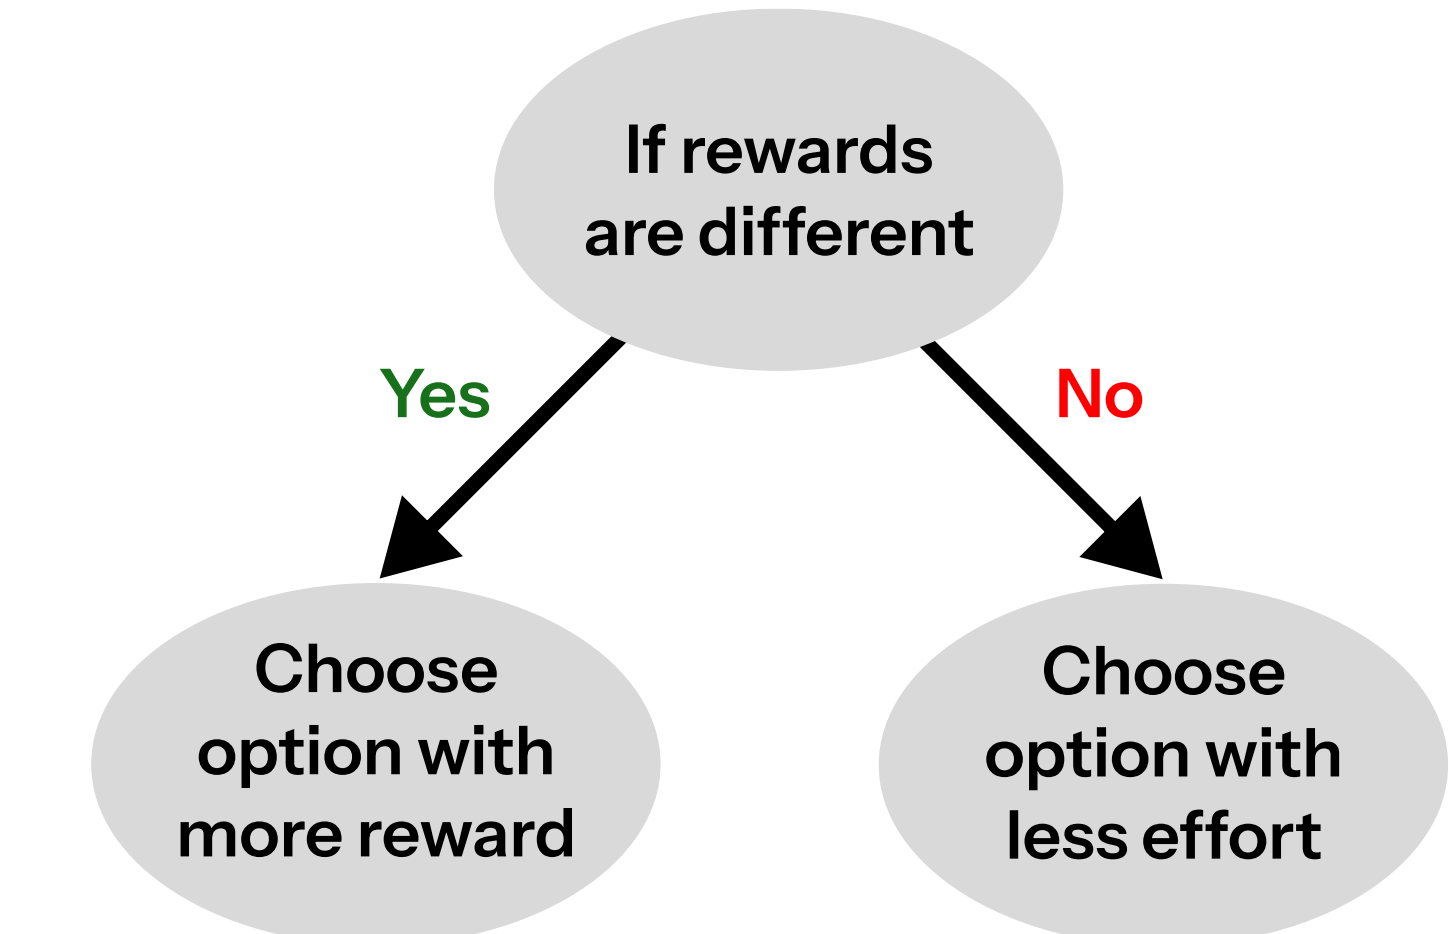 If rewards
are different
Yes
No
Choose
option with
more reward
Choose
option with
less effort